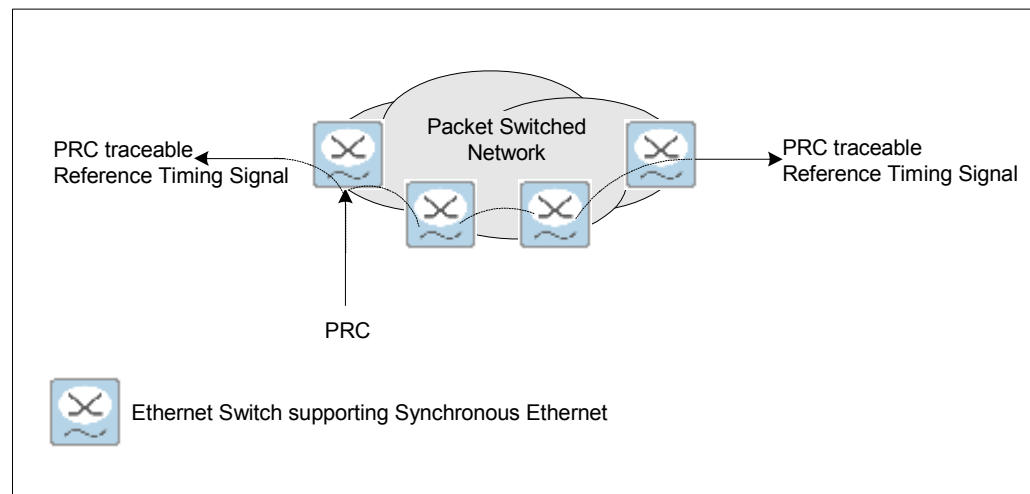 Packet Switched
Network
PRC traceable
Reference Timing Signal
PRC traceable
Reference Timing Signal
PRC
Ethernet Switch supporting Synchronous Ethernet